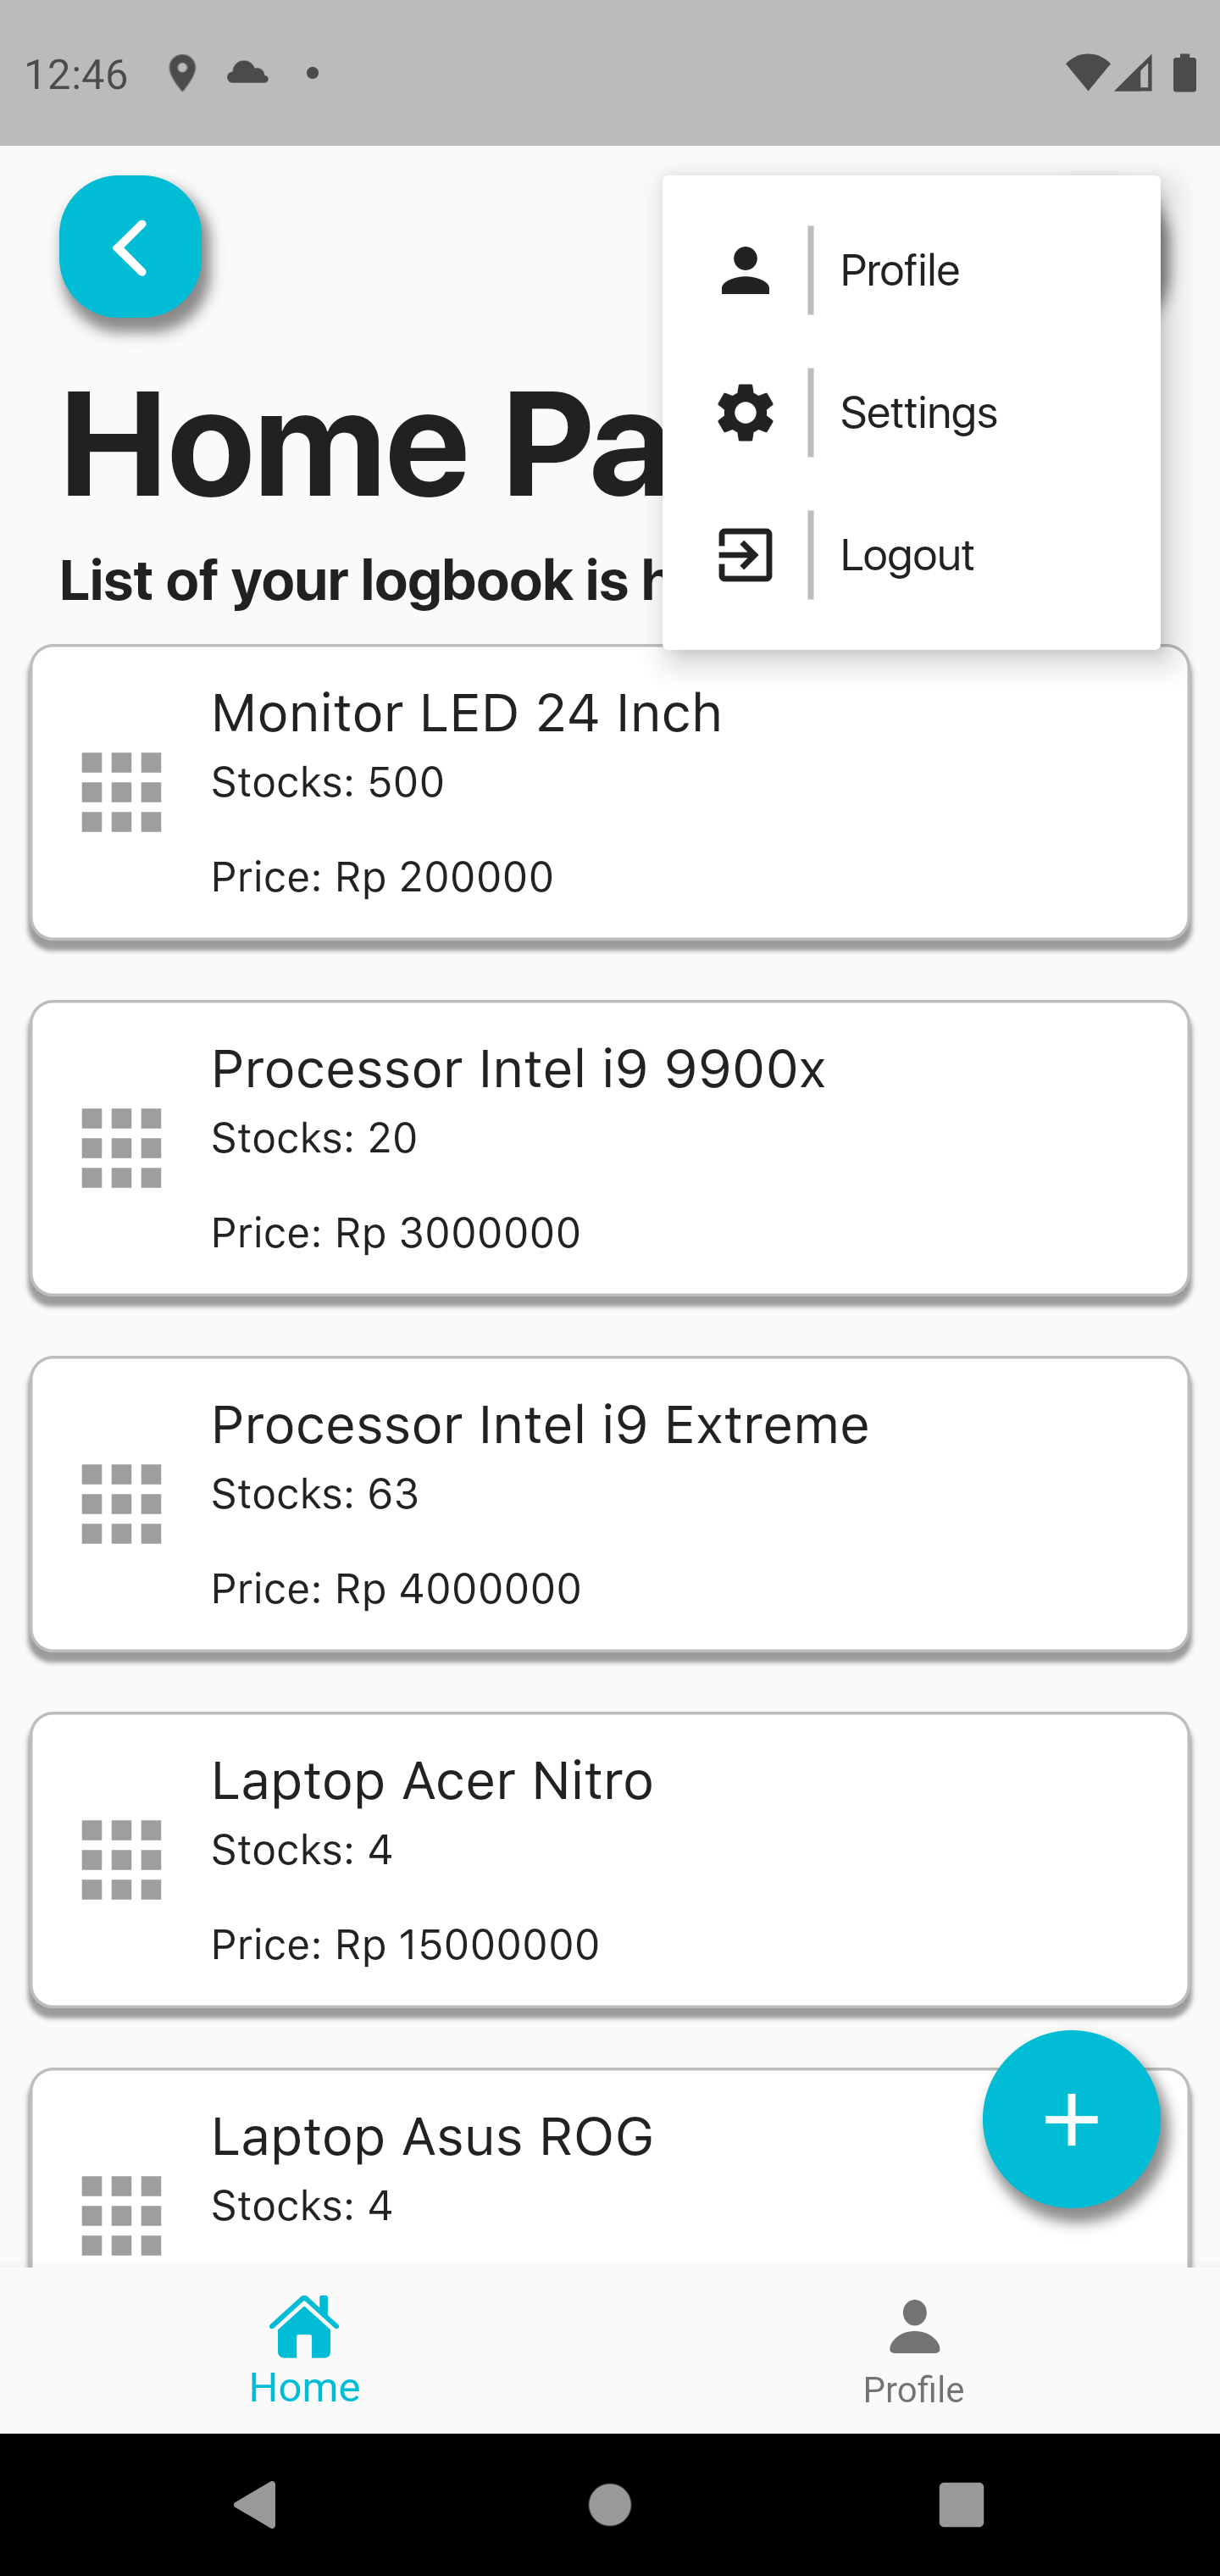 12:46
Profile
Settings
Logout
Home Pa
List of your logbook is
Monitor LED 24 Inch
Stocks: 500
Price: Rp 200000
Processor Intel i9 9900x
Stocks: 20
Price: Rp 3000000
Processor Intel i9 Extreme
Stocks: 63
Price: Rp 4000000
Laptop Acer Nitro
Stocks: 4
Price: Rp 15000000
Laptop Asus ROG
Stocks: 4
Home
Profile